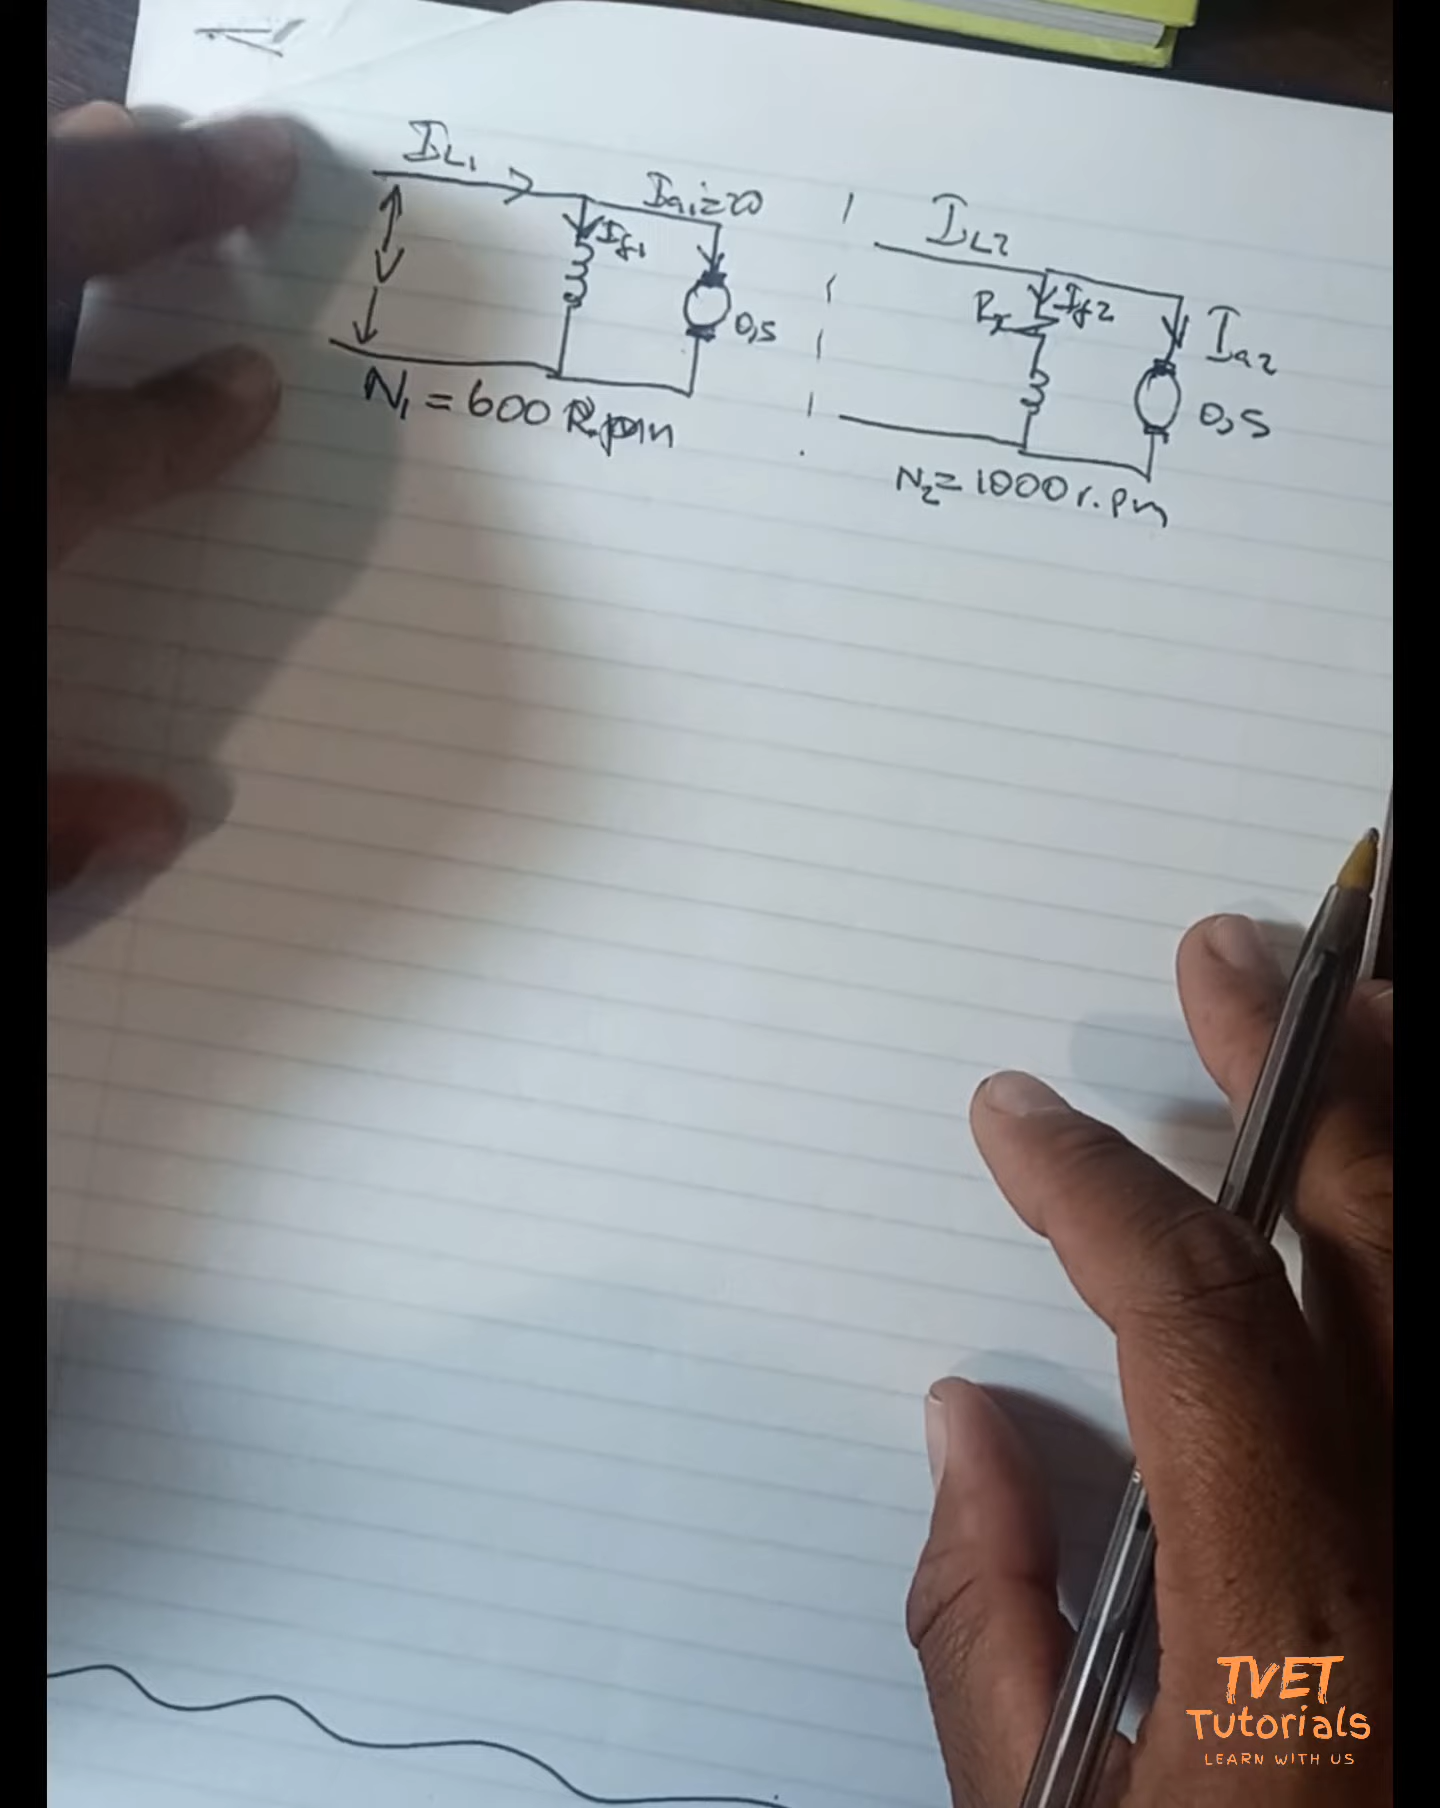 IL1
Ia1=20
If1
0,5
N1 = 600 R.pm
IL2
Rx
If2
Ia2
0,5
N2 = 1000 r.pm
TVET
Tutorials
LEARN WITH US